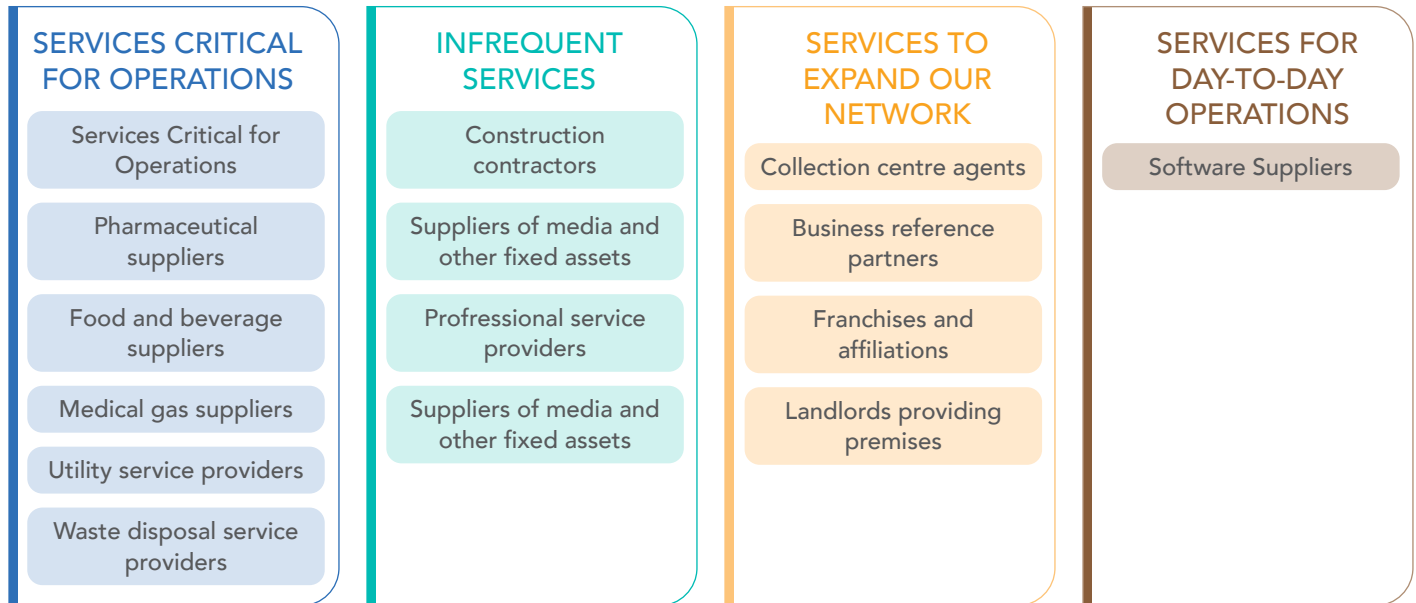 SERVICES CRITICAL
FOR OPERATIONS
Services Critical for
Operations
Pharmaceutical
suppliers
Food and beverage
suppliers
Medical gas suppliers
Utility service providers
Waste disposal service
providers
INFREQUENT
SERVICES
Construction
contractors
Suppliers of media and
other fixed assets
Profressional service
providers
Suppliers of media and
other fixed assets
SERVICES TO
EXPAND OUR
NETWORK
Collection centre agents
Business reference
partners
Franchises and
affiliations
Landlords providing
premises
SERVICES FOR
DAY-TO-DAY
OPERATIONS
Software Suppliers